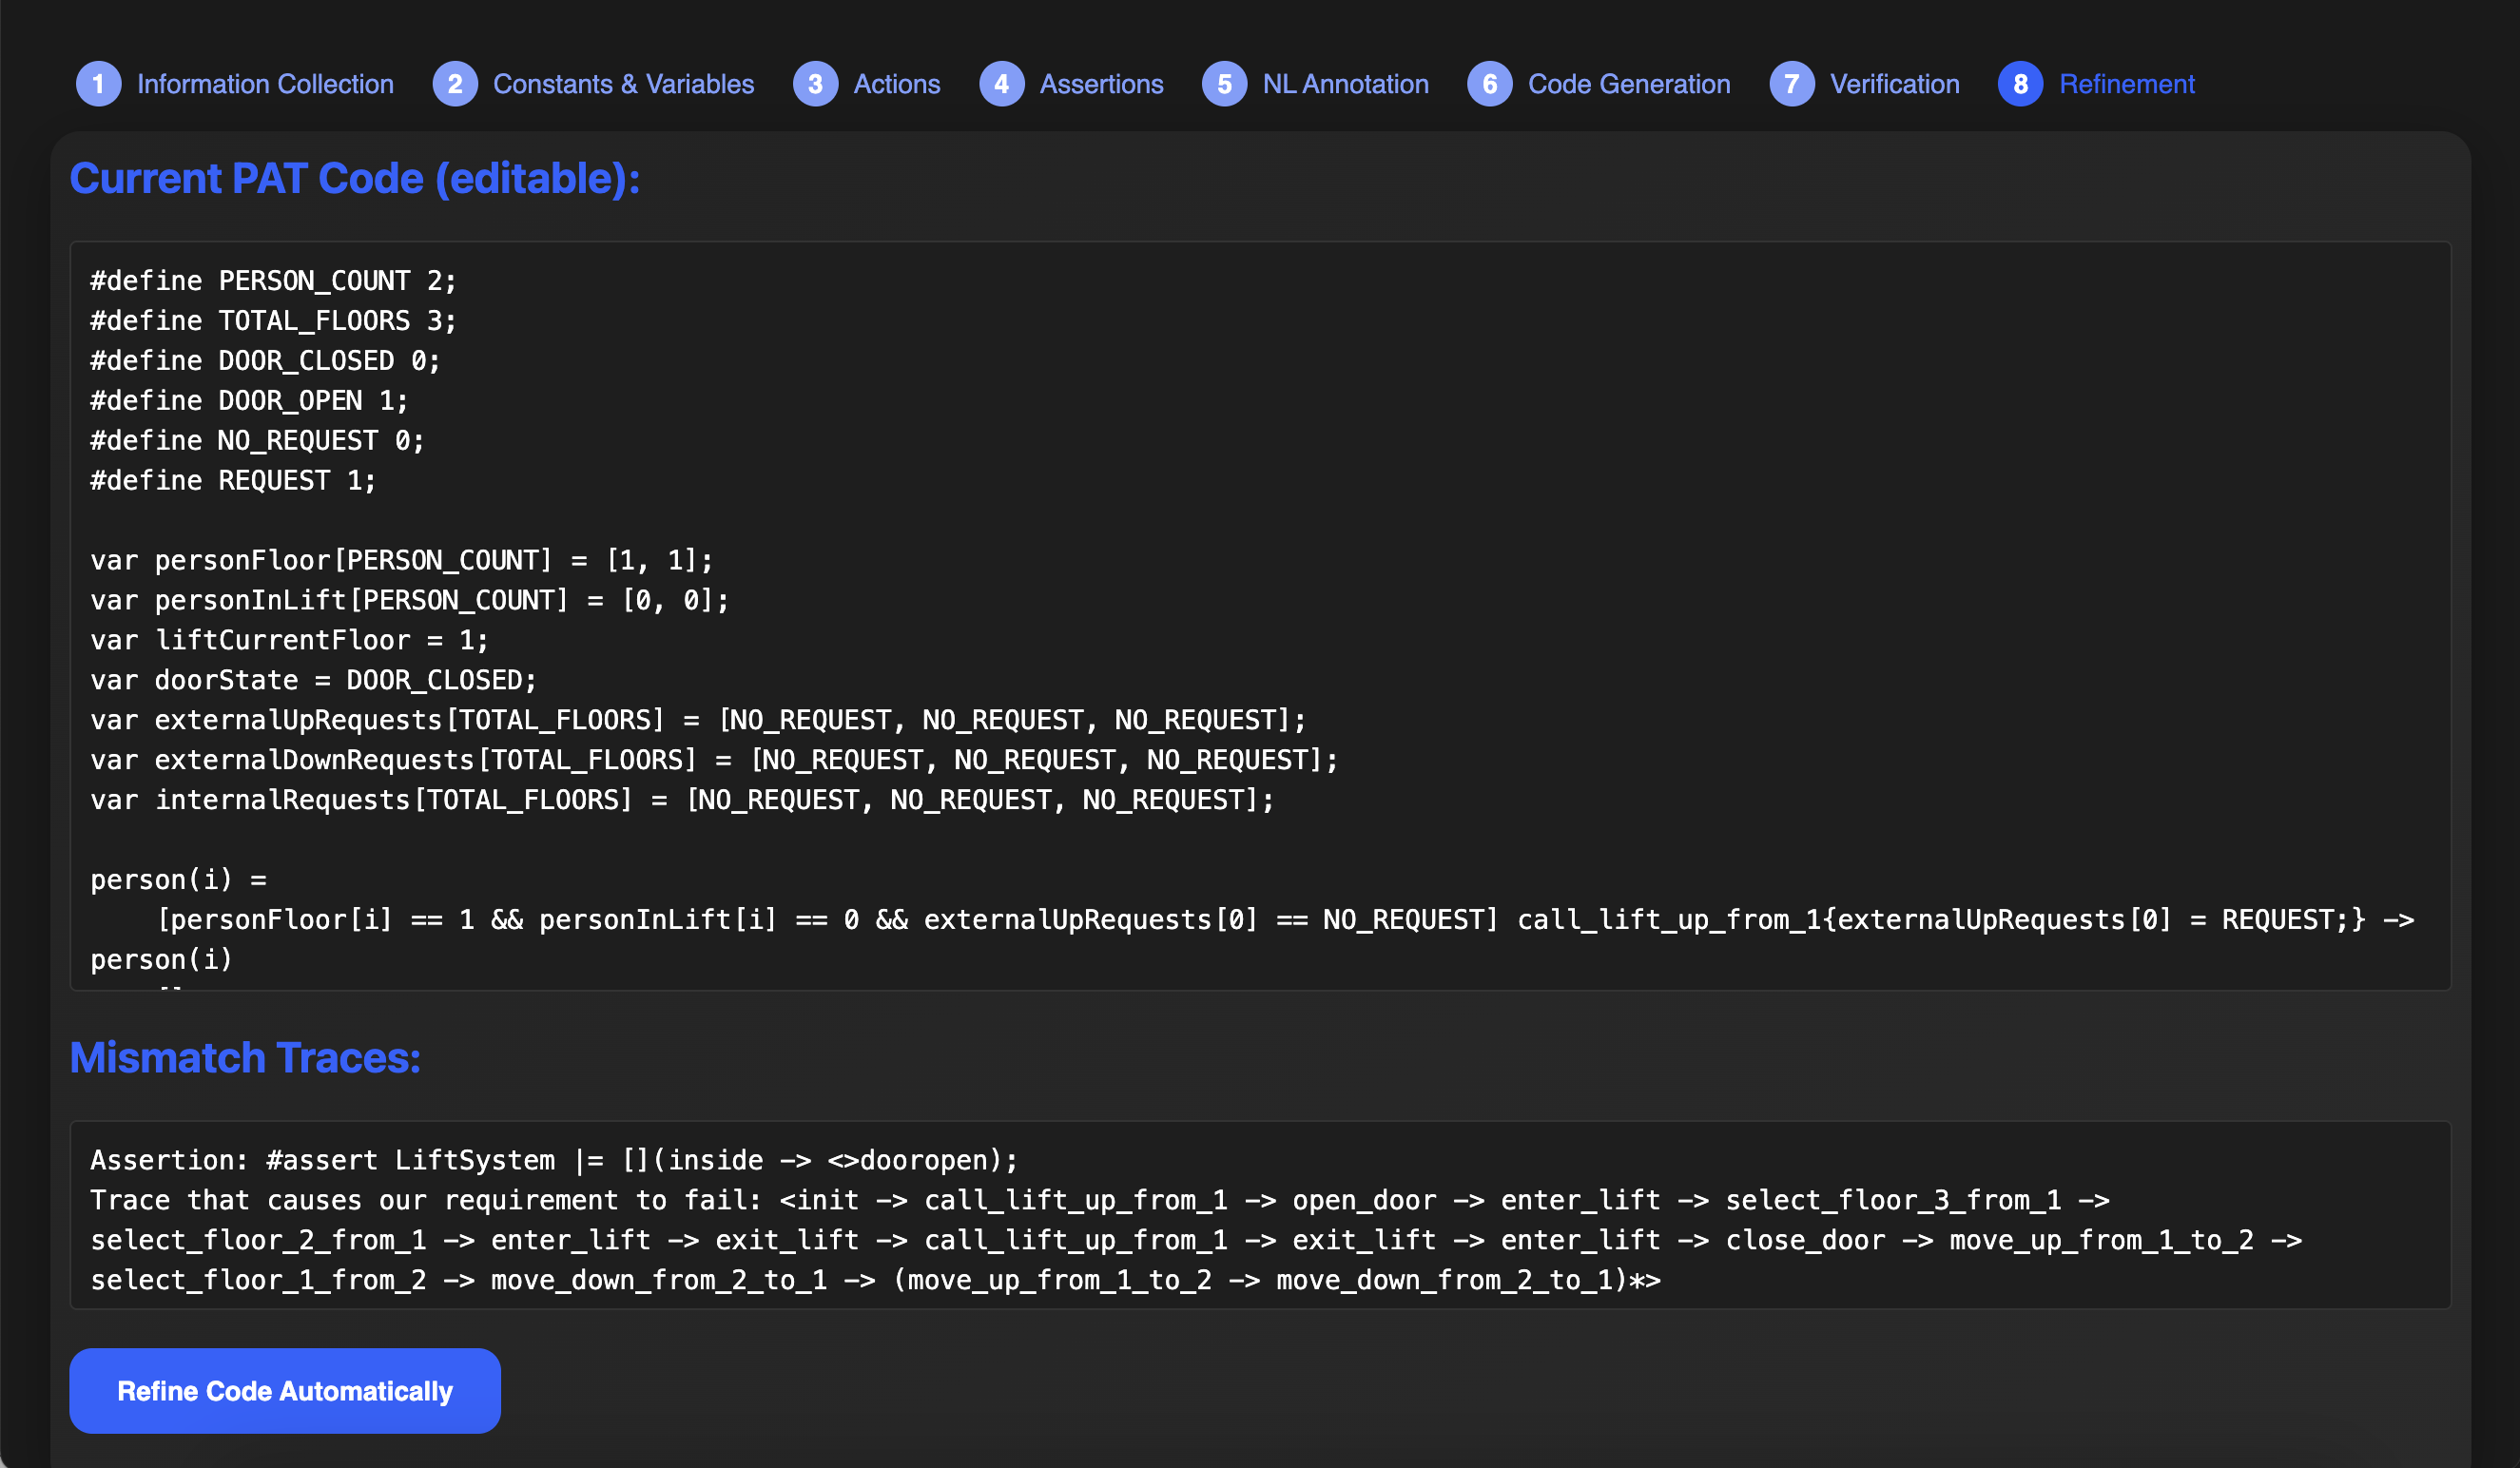 1 Information Collection 2 Constants & Variables 3 Actions 4 Assertions 5 NL Annotation 6 Code Generation 7 Verification 8 Refinement
Current PAT Code (editable):
#define PERSON_COUNT 2;
#define TOTAL_FLOORS 3;
#define DOOR_CLOSED 0;
#define DOOR_OPEN 1;
#define NO_REQUEST 0;
#define REQUEST 1;
var personFloor[PERSON_COUNT] = [1, 1];
var personInLift[PERSON_COUNT] = [0, 0];
var liftCurrentFloor = 1;
var doorState = DOOR_CLOSED;
var externalUpRequests[TOTAL_FLOORS] = [NO_REQUEST, NO_REQUEST, NO_REQUEST];
var externalDownRequests[TOTAL_FLOORS] = [NO_REQUEST, NO_REQUEST, NO_REQUEST];
var internalRequests[TOTAL_FLOORS] = [NO_REQUEST, NO_REQUEST, NO_REQUEST];
person(i) =
[personFloor[i] == 1 && personInLift[i] == 0 && externalUpRequests[0] == NO_REQUEST] call_lift_up_from_1{externalUpRequests[0] = REQUEST;} ->
person(i)
Mismatch Traces:
Assertion: #assert LiftSystem |= [](inside -> <>dooropen);
Trace that causes our requirement to fail: <init -> call_lift_up_from_1 -> open_door -> enter_lift -> select_floor_3_from_1 ->
select_floor_2_from_1 -> enter_lift -> exit_lift -> call_lift_up_from_1 -> exit_lift -> enter_lift -> close_door -> move_up_from_1_to_2 ->
select_floor_1_from_2 -> move_down_from_2_to_1 -> (move_up_from_1_to_2 -> move_down_from_2_to_1)*>
Refine Code Automatically